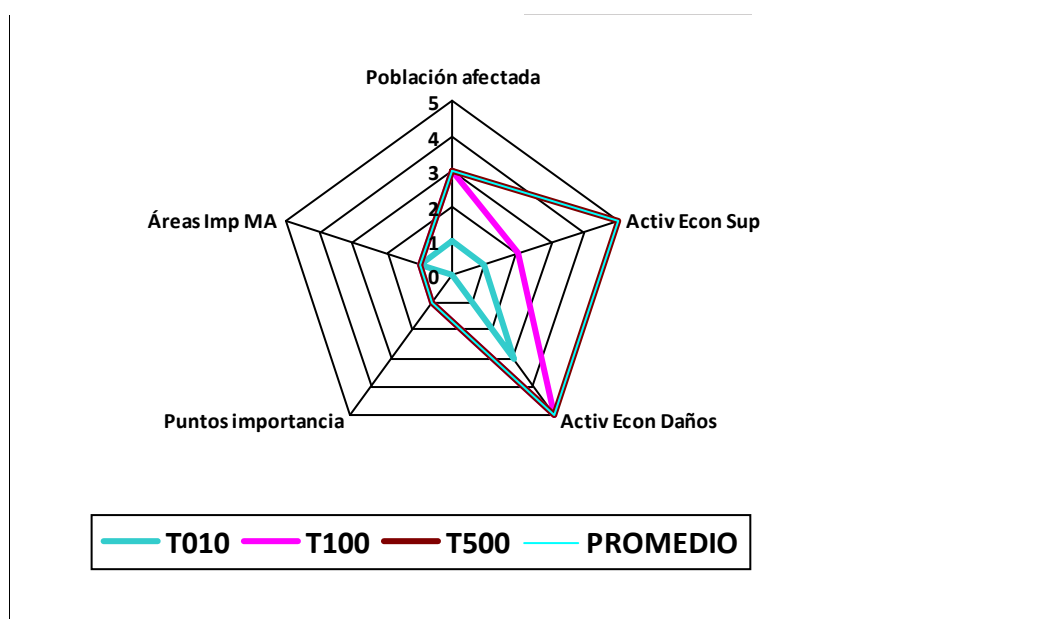 Población afectada
5
4
3
2
1
0
Áreas Imp MA
Activ Econ Sup
Puntos importancia
Activ Econ Daños
T010 T100 T500 PROMEDIO